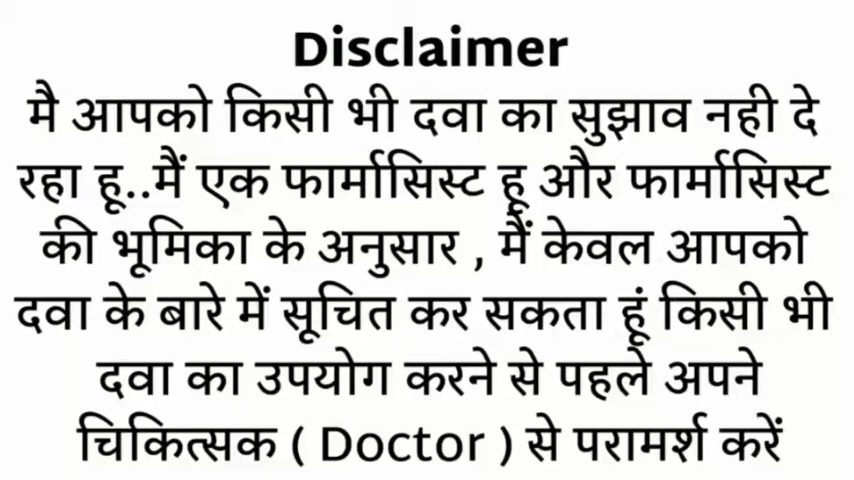 Disclaimer
मै आपको किसी भी दवा का सुझाव नही दे
रहा हू..मैं एक फार्मासिस्ट हू और फार्मासिस्ट
की भूमिका के अनुसार , मैं केवल आपको
दवा के बारे में सूचित कर सकता हूं किसी भी
दवा का उपयोग करने से पहले अपने
चिकित्सक ( Doctor ) से परामर्श करें